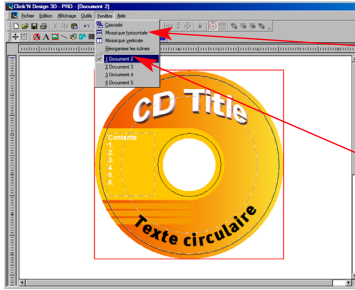 Click'N Design 3D - PRO - [Document 2]
Fichier Edition Affichage Outils Fenêtre Aide
Cascade
Mosaïque horizontale
Mosaïque verticale
Réorganiser les icônes
1 Document 2
2 Document 3
3 Document 4
4 Document 5
CD Title
Contents
1.
2.
3.
4.
5.
6.
Texte circulaire